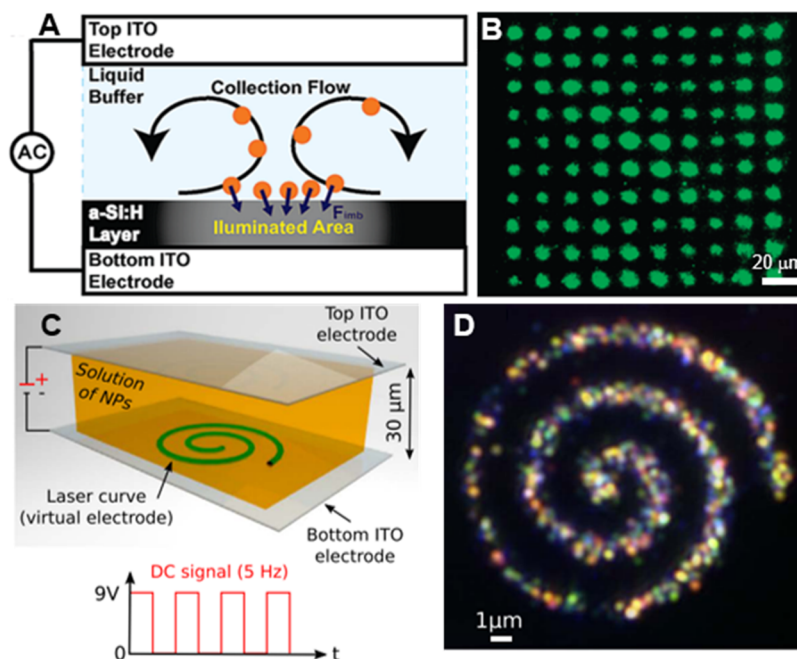 A
Top ITO
Electrode
Liquid
Buffer
Collection Flow
AC
a-Si:H
Layer
Fimb
Iluminated Area
Bottom ITO
Electrode
B
20 μm
C
Top ITO
electrode
Solution
of NPs
+
-
30 μm
Laser curve
(virtual electrode)
Bottom ITO
electrode
DC signal (5 Hz)
9V
0
t
D
1μm